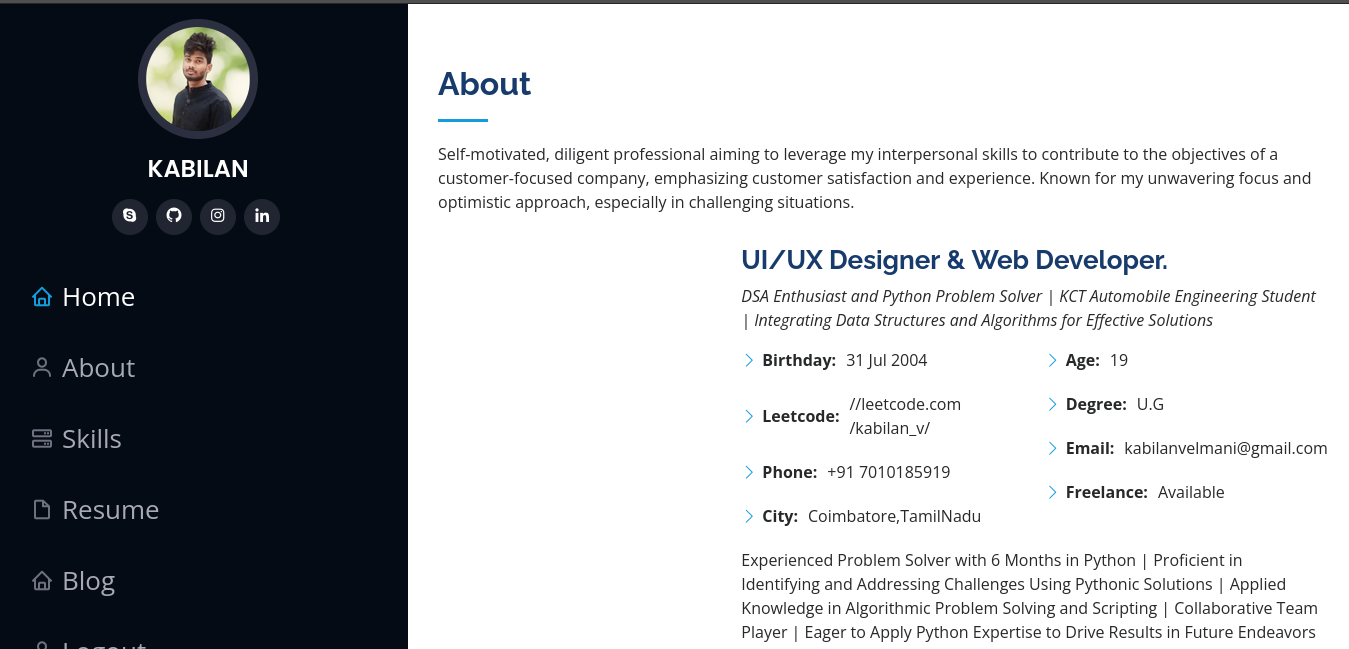 KABILAN
Home
About
Skills
Resume
Blog
Logout
About
Self-motivated, diligent professional aiming to leverage my interpersonal skills to contribute to the objectives of a
customer-focused company, emphasizing customer satisfaction and experience. Known for my unwavering focus and
optimistic approach, especially in challenging situations.
UI/UX Designer & Web Developer.
DSA Enthusiast and Python Problem Solver | KCT Automobile Engineering Student
| Integrating Data Structures and Algorithms for Effective Solutions
Birthday: 31 Jul 2004
Leetcode: //leetcode.com
/kabilan_v/
Phone: +91 7010185919
City: Coimbatore,TamilNadu
Age: 19
Degree: U.G
Email: kabilanvelmani@gmail.com
Freelance: Available
Experienced Problem Solver with 6 Months in Python | Proficient in
Identifying and Addressing Challenges Using Pythonic Solutions | Applied
Knowledge in Algorithmic Problem Solving and Scripting | Collaborative Team
Player | Eager to Apply Python Expertise to Drive Results in Future Endeavors